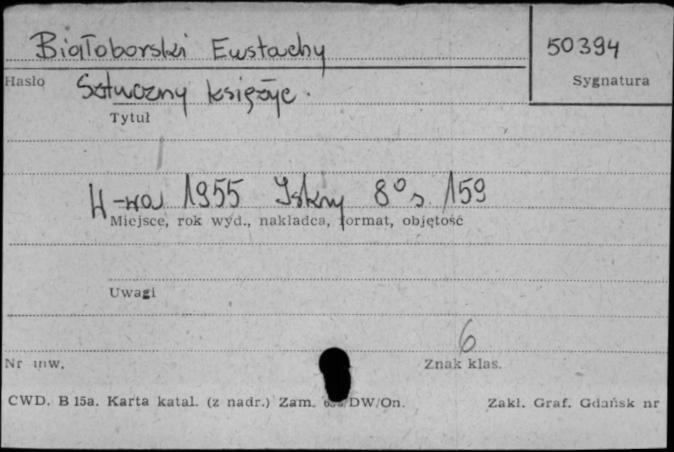 Białoborski Eustachy
50394
Hasło
Sygnatura
Sztuczny księżyc.
Tytuł
W-wa 1955 Iskry 8° s. 159
Miejsce, rok wyd., nakładca, format, objętość
Uwagi
6
Nr inw.
Znak klas.
CWD. B 15a. Karta katal. (z nadr.) Zam. DW/On.
Zakł. Graf. Gdańsk nr